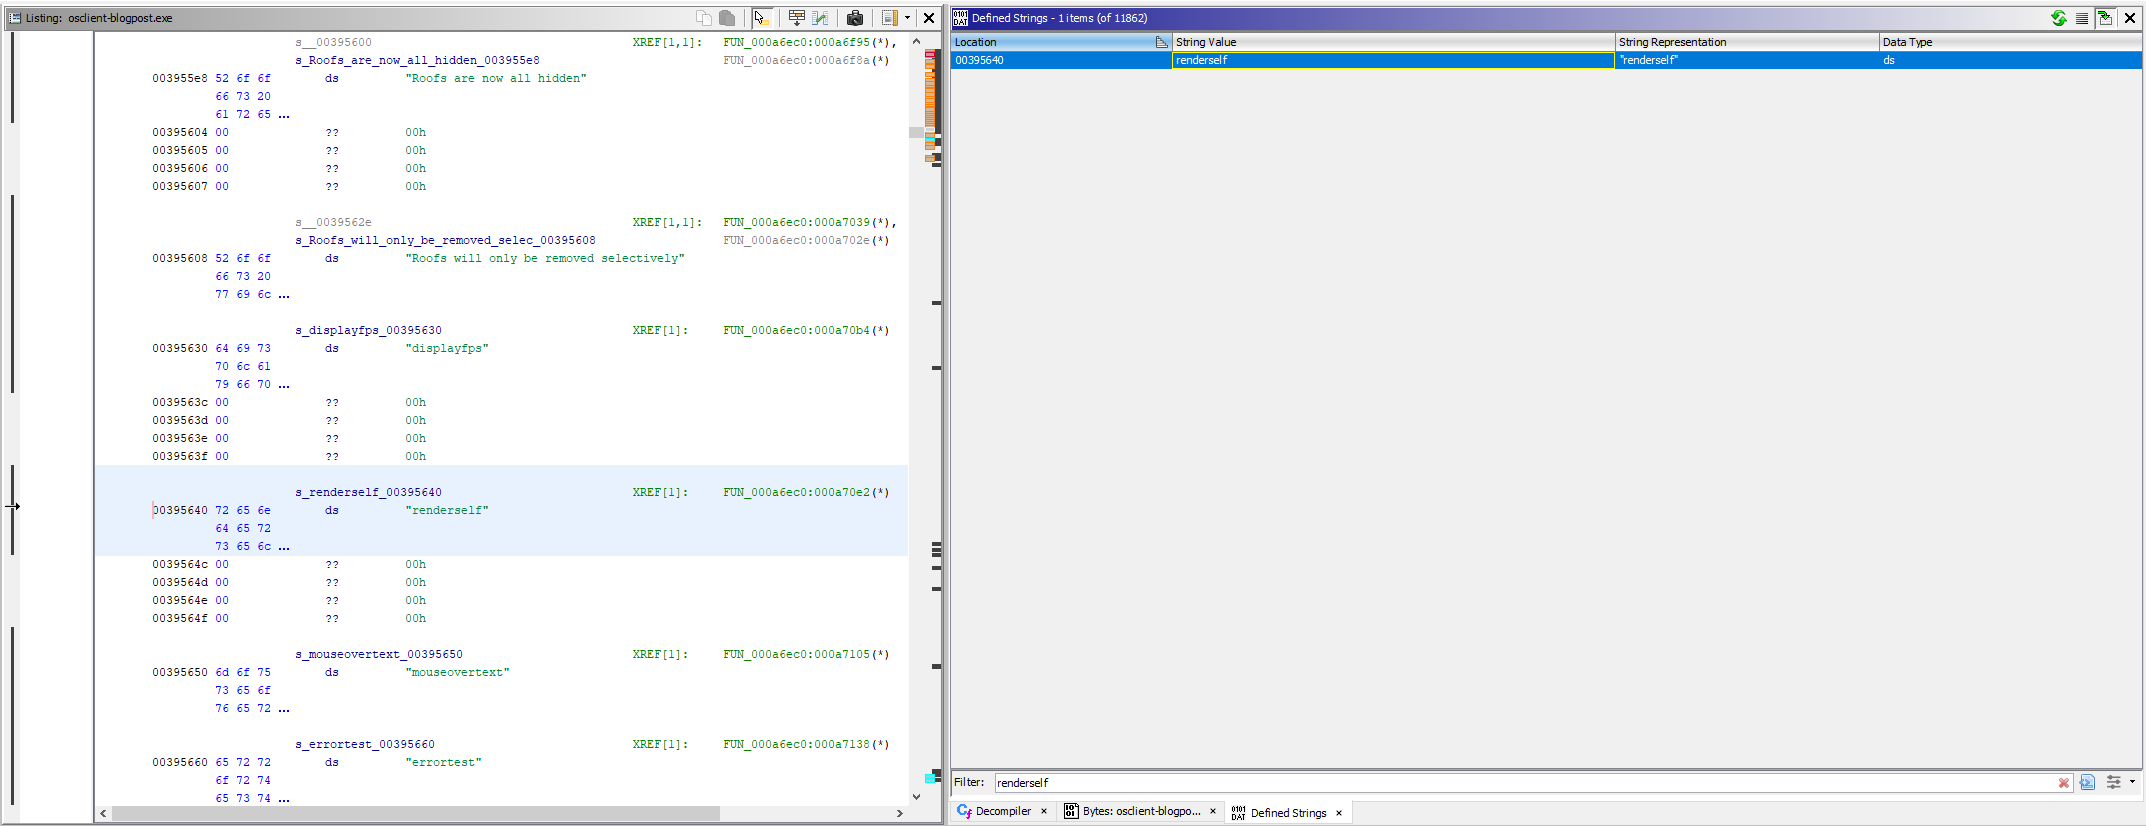 Listing: osclient-blogpost.exe
s__00395600 XREF[1,1]: FUN_000a6ec0:000a6f95(*),
s_Roofs_are_now_all_hidden_003955e8 FUN_000a6ec0:000a6f8a(*)
003955e8 52 6f 6f ds "Roofs are now all hidden"
66 73 20
61 72 65 ...
00395604 00 ?? 00h
00395605 00 ?? 00h
00395606 00 ?? 00h
00395607 00 ?? 00h
s__0039562e XREF[1,1]: FUN_000a6ec0:000a7039(*),
s_Roofs_will_only_be_removed_selec_00395608 FUN_000a6ec0:000a702e(*)
00395608 52 6f 6f ds "Roofs will only be removed selectively"
66 73 20
77 69 6c ...
s_displayfps_00395630 XREF[1]: FUN_000a6ec0:000a70b4(*)
00395630 64 69 73 ds "displayfps"
70 6c 61
79 66 70 ...
0039563c 00 ?? 00h
0039563d 00 ?? 00h
0039563e 00 ?? 00h
0039563f 00 ?? 00h
s_renderself_00395640 XREF[1]: FUN_000a6ec0:000a70e2(*)
00395640 72 65 6e ds "renderself"
64 65 72
73 65 6c ...
0039564c 00 ?? 00h
0039564d 00 ?? 00h
0039564e 00 ?? 00h
0039564f 00 ?? 00h
s_mouseovertext_00395650 XREF[1]: FUN_000a6ec0:000a7105(*)
00395650 6d 6f 75 ds "mouseovertext"
73 65 6f
76 65 72 ...
s_errortest_00395660 XREF[1]: FUN_000a6ec0:000a7138(*)
00395660 65 72 72 ds "errortest"
6f 72 74
65 73 74 ...
Defined Strings - 1 items (of 11862)
Location String Value String Representation Data Type
00395640 renderself "renderself" ds
Filter: renderself
Decompiler × Bytes: osclient-blogpo... × Defined Strings ×